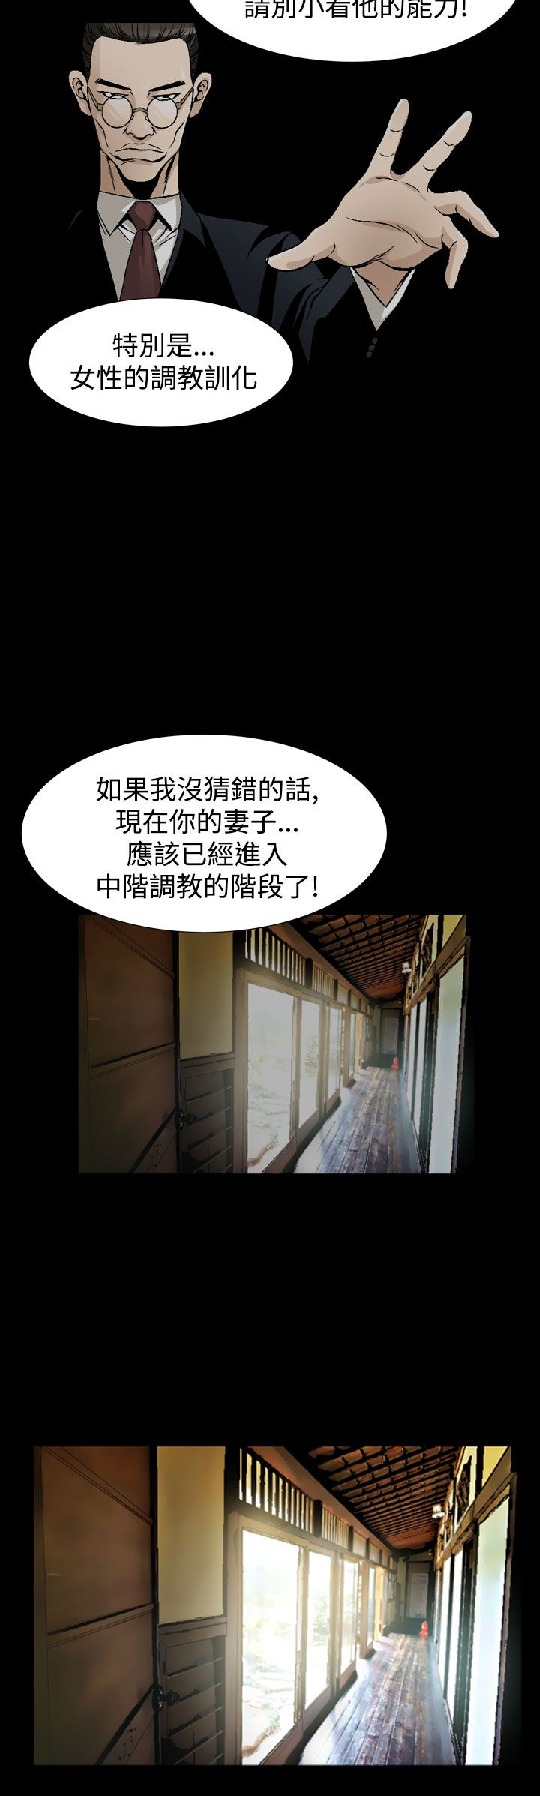 請別小看他的能力!
特別是...
女性的調教訓化
如果我沒猜錯的話,
現在你的妻子...
應該已經進入
中階調教的階段了!